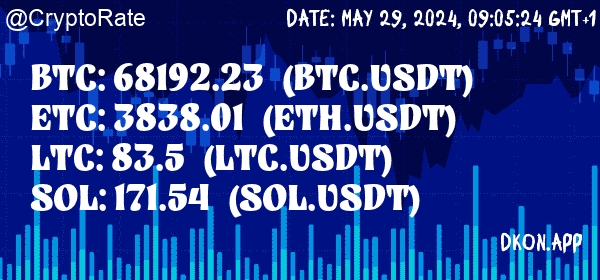 @CryptoRate
DATE: MAY 29, 2024, 09:05:24 GMT+1
BTC: 68192.23 (BTC.USDT)
ETC: 3838.01 (ETH.USDT)
LTC: 83.5 (LTC.USDT)
SOL: 171.54 (SOL.USDT)
DKON.APP